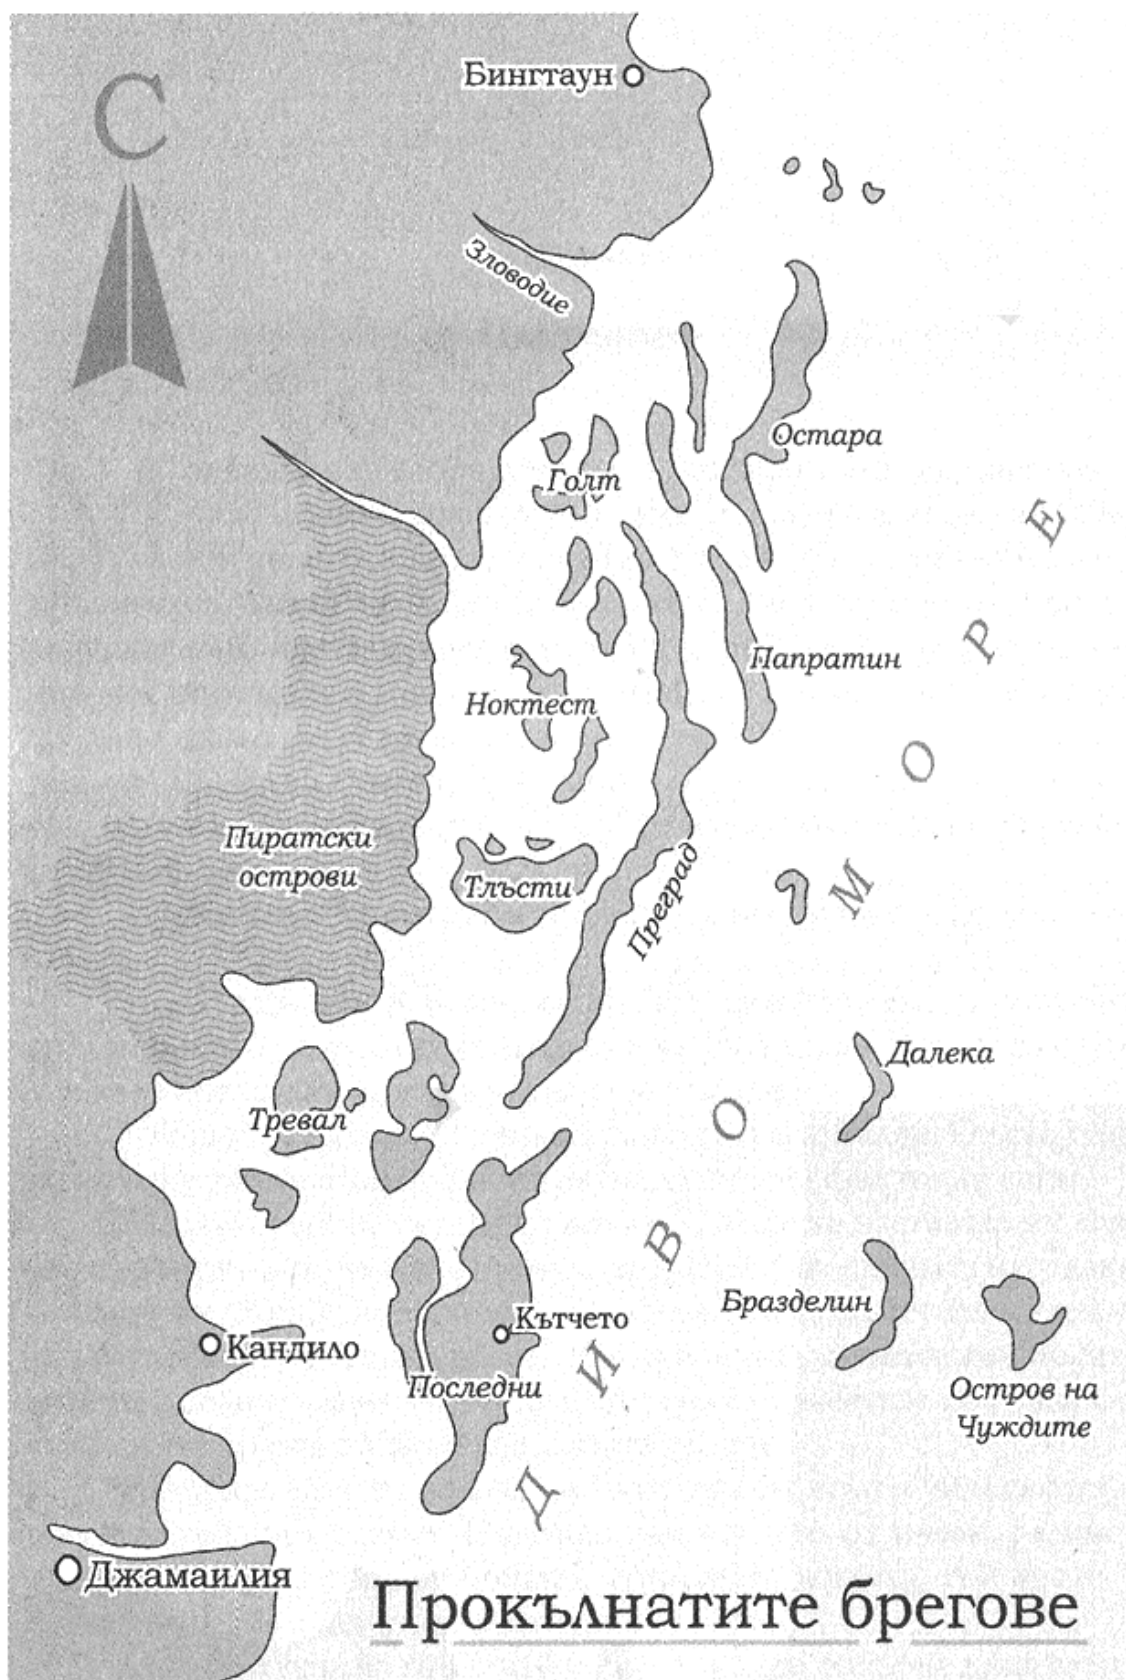 Бингтаун
С
Зловодие
Остара
Голт
Папратин
Ноктест
Пиратски
острови
Тлъсти
Преград
Далека
Тревал
Бразделин
Кътчето
Кандило
Последни
Остров на
Чуждите
ДИВО МОРЕ
Джамаилия
Прокълнатите брегове